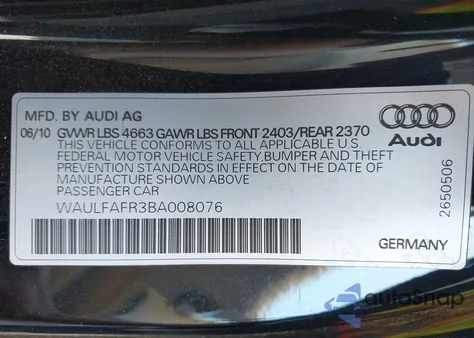 MFD. BY AUDI AG
06/10 GVWR LBS 4663 GAWR LBS FRONT 2403/REAR 2370
THIS VEHICLE CONFORMS TO ALL APPLICABLE U.S.
FEDERAL MOTOR VEHICLE SAFETY,BUMPER AND THEFT
PREVENTION STANDARDS IN EFFECT ON THE DATE OF
MANUFACTURE SHOWN ABOVE
PASSENGER CAR
WAULFAFR3BA008076
Audi
2650506
GERMANY
autoSnap